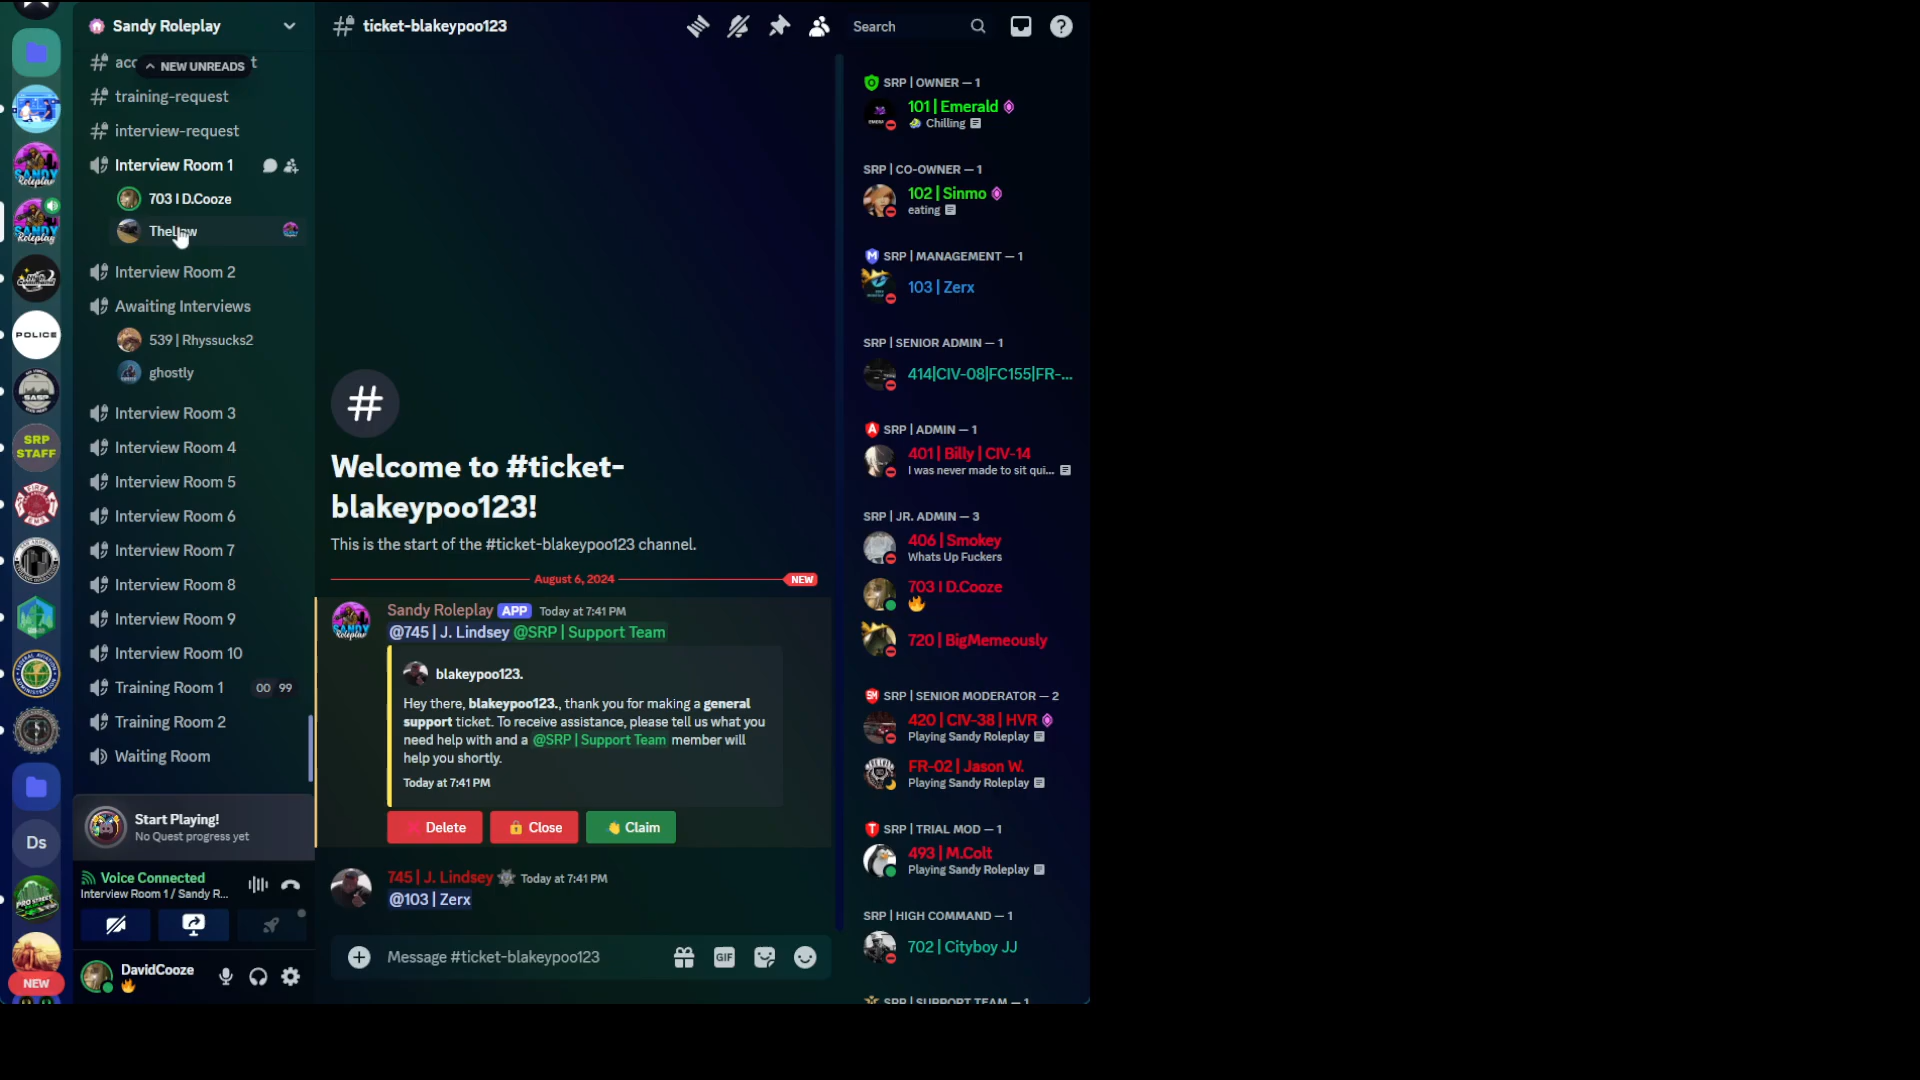 Sandy Roleplay
acc
NEW UNREADS
t
training-request
interview-request
Interview Room 1
703 I D.Cooze
Interview Room 2
Awaiting Interviews
539 | Rhyssucks2
ghostly
Interview Room 3
Interview Room 4
Interview Room 5
Interview Room 6
Interview Room 7
Interview Room 8
Interview Room 9
Interview Room 10
Training Room 1 00 99
Training Room 2
Waiting Room
Start Playing!
No Quest progress yet
Voice Connected
Interview Room 1 / Sandy R...
DavidCooze
POLICE
SRP
STAFF
Ds
NEW
ticket-blakeypoo123
Search
Welcome to #ticket-
blakeypoo123!
This is the start of the #ticket-blakeypoo123 channel.
August 6, 2024 NEW
Sandy Roleplay APP Today at 7:41 PM
@745 | J. Lindsey @SRP | Support Team
blakeypoo123.
Hey there, blakeypoo123., thank you for making a general
support ticket. To receive assistance, please tell us what you
need help with and a @SRP | Support Team member will
help you shortly.
Today at 7:41 PM
Delete Close Claim
745 | J. Lindsey Today at 7:41 PM
@103 | Zerx
Message #ticket-blakeypoo123
GIF
SRP | OWNER — 1
101 | Emerald
Chilling
SRP | CO-OWNER — 1
102 | Sinmo
eating
SRP | MANAGEMENT — 1
103 | Zerx
SRP | SENIOR ADMIN — 1
414|CIV-08|FC155|FR-...
SRP | ADMIN — 1
401 | Billy | CIV-14
I was never made to sit qui...
SRP | JR. ADMIN — 3
406 | Smokey
Whats Up Fuckers
703 I D.Cooze
720 | BigMemeously
SRP | SENIOR MODERATOR — 2
420 | CIV-38 | HVR
Playing Sandy Roleplay
FR-02 | Jason W.
Playing Sandy Roleplay
SRP | TRIAL MOD — 1
493 | M.Colt
Playing Sandy Roleplay
SRP | HIGH COMMAND — 1
702 | Cityboy JJ
SRP | SUPPORT TEAM — 1